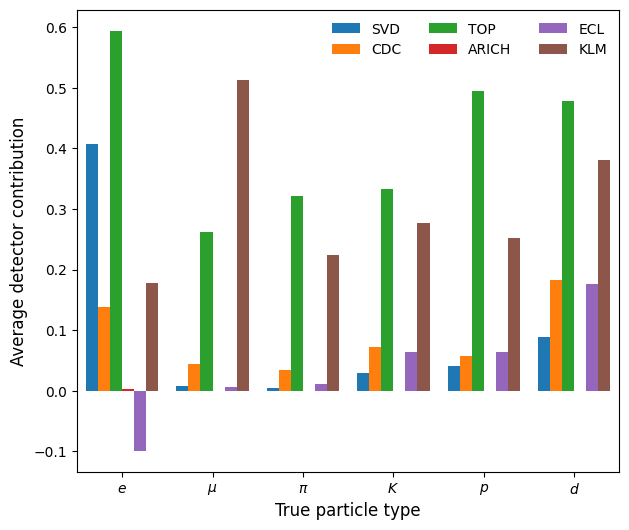 SVD TOP ECL
CDC ARICH KLM
0.6
0.5
0.4
0.3
0.2
0.1
0.0
−0.1
Average detector contribution
e μ π K p d
True particle type